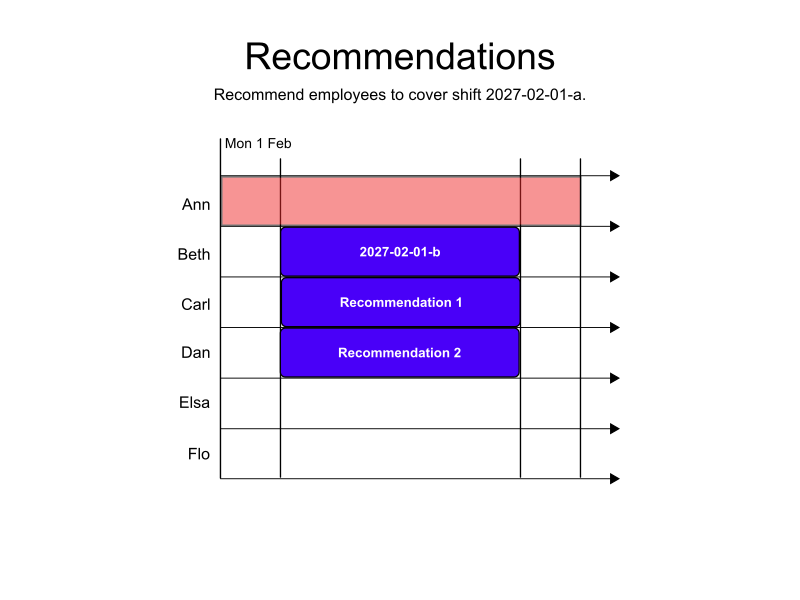 Recommendations
Recommend employees to cover shift 2027-02-01-a.
Mon 1 Feb
Ann
Beth
2027-02-01-b
Carl
Recommendation 1
Dan
Recommendation 2
Elsa
Flo